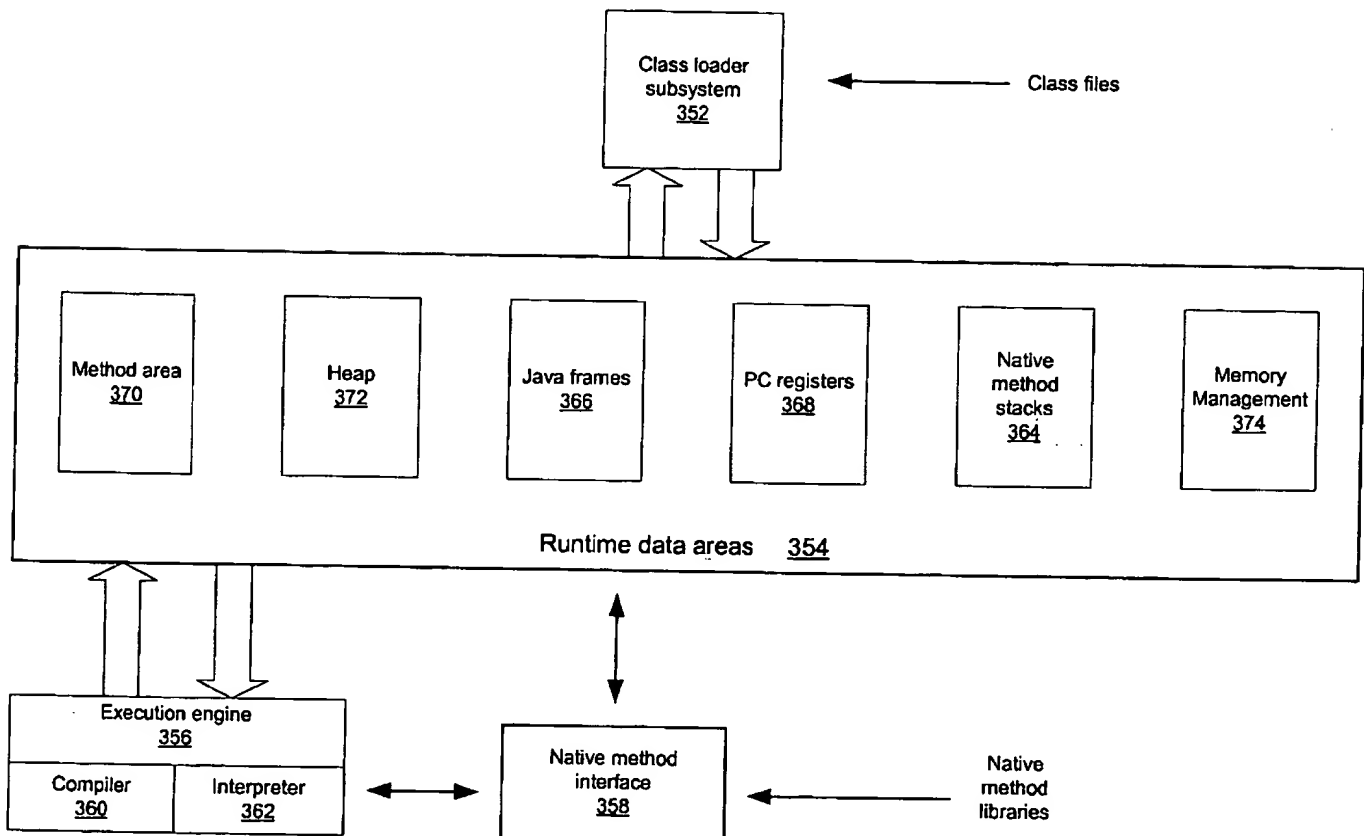 Class loader
subsystem
352
Class files
Method area
370
Heap
372
Java frames
366
PC registers
368
Native
method
stacks
364
Memory
Management
374
Runtime data areas 354
Execution engine
356
Compiler
360
Interpreter
362
Native method
interface
358
Native
method
libraries